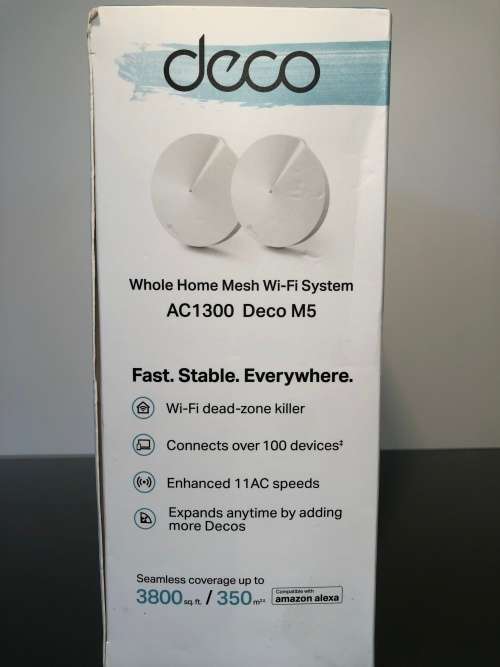 deco
Whole Home Mesh Wi-Fi System
AC1300 Deco M5
Fast. Stable. Everywhere.
Wi-Fi dead-zone killer
Connects over 100 devices‡
Enhanced 11AC speeds
Expands anytime by adding
more Decos
Seamless coverage up to
3800 sq. ft. / 350 m²
Compatible with
amazon alexa